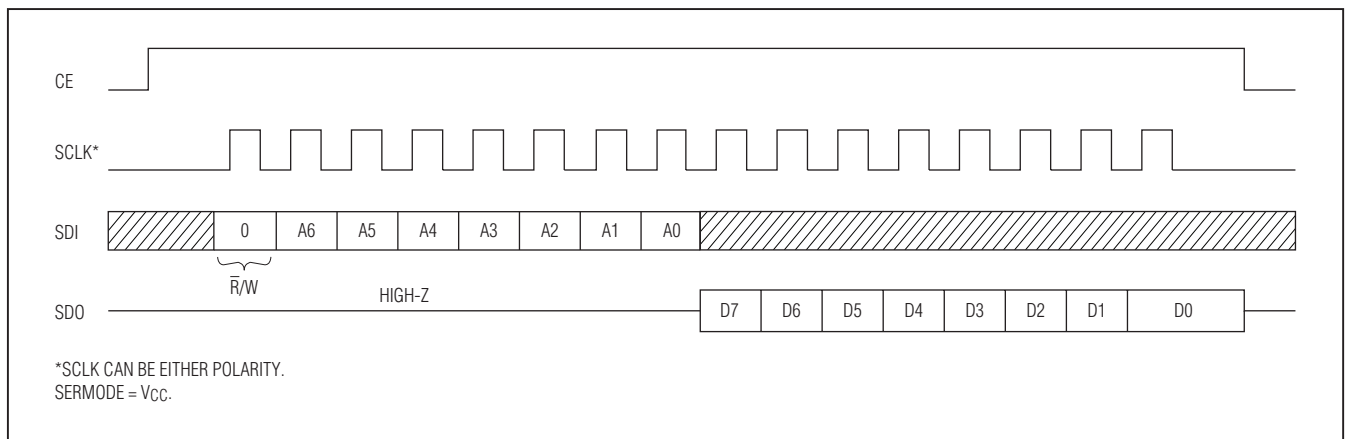 CE
SCLK*
SDI 0 A6 A5 A4 A3 A2 A1 A0
R̅/W
HIGH-Z
SDO D7 D6 D5 D4 D3 D2 D1 D0
*SCLK CAN BE EITHER POLARITY.
SERMODE = VCC.